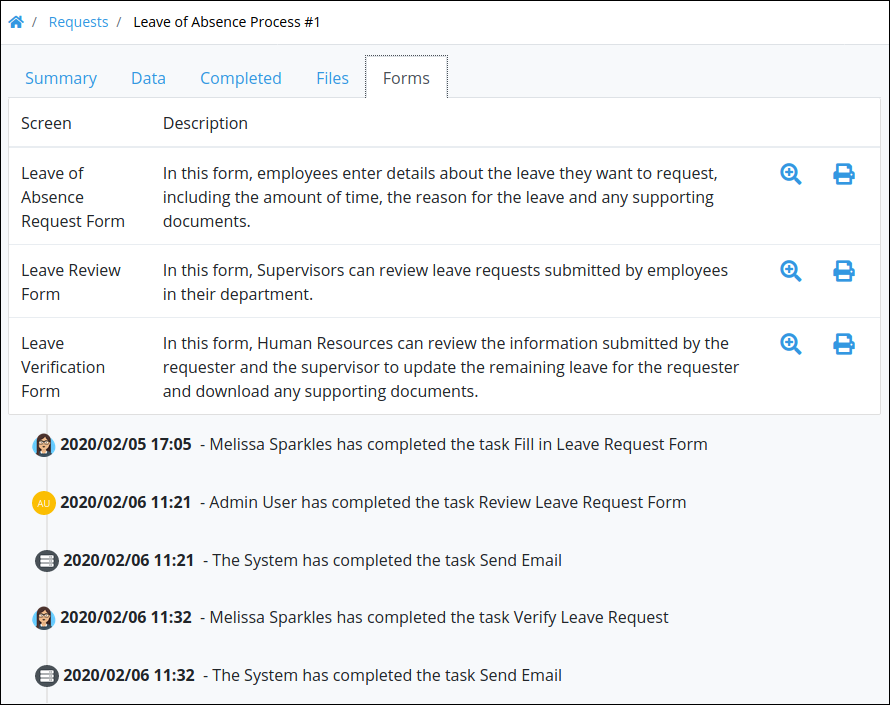 / Requests / Leave of Absence Process #1
Summary Data Completed Files Forms
Screen Description
Leave of
Absence
Request Form
In this form, employees enter details about the leave they want to request,
including the amount of time, the reason for the leave and any supporting
documents.
Leave Review
Form
In this form, Supervisors can review leave requests submitted by employees
in their department.
Leave
Verification
Form
In this form, Human Resources can review the information submitted by the
requester and the supervisor to update the remaining leave for the requester
and download any supporting documents.
2020/02/05 17:05 - Melissa Sparkles has completed the task Fill in Leave Request Form
AU 2020/02/06 11:21 - Admin User has completed the task Review Leave Request Form
2020/02/06 11:21 - The System has completed the task Send Email
2020/02/06 11:32 - Melissa Sparkles has completed the task Verify Leave Request
2020/02/06 11:32 - The System has completed the task Send Email